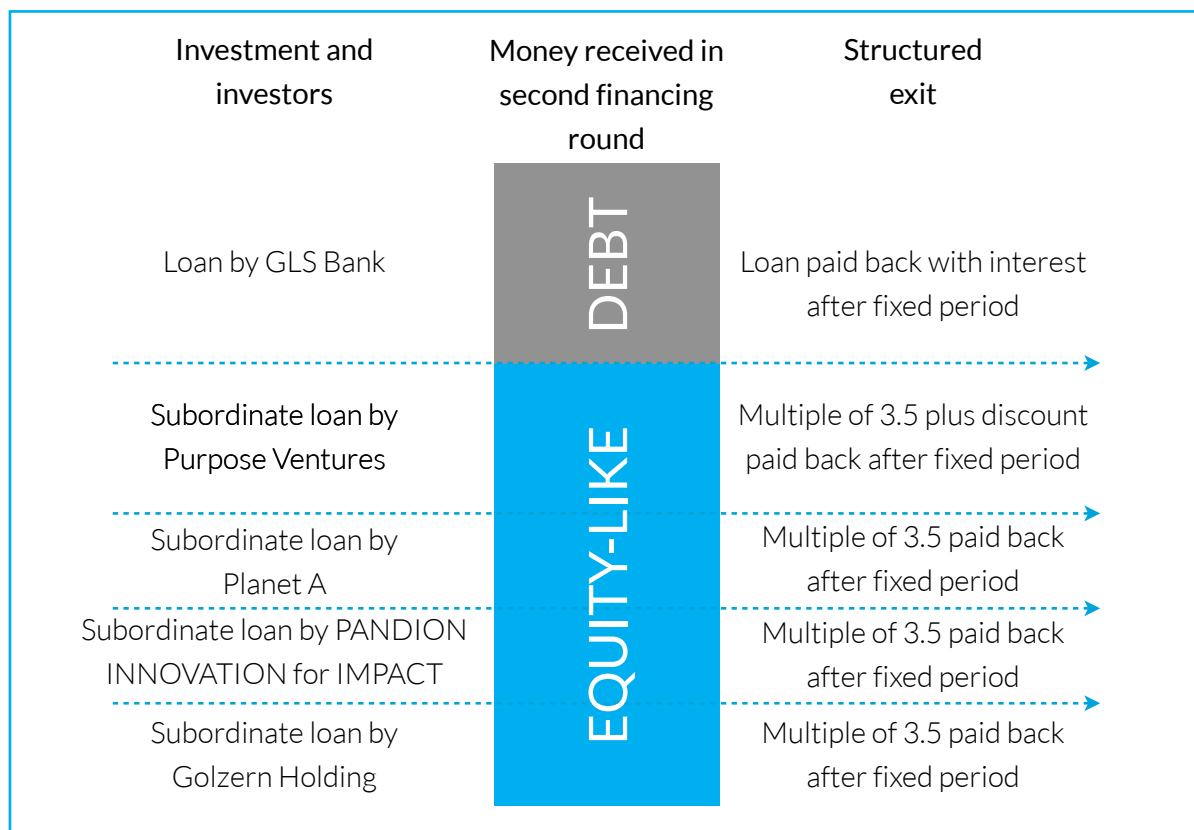 Investment and
investors
Money received in
second financing
round
Structured
exit
Loan by GLS Bank
DEBT
Loan paid back with interest
after fixed period
Subordinate loan by
Purpose Ventures
EQUITY-LIKE
Multiple of 3.5 plus discount
paid back after fixed period
Subordinate loan by
Planet A
Multiple of 3.5 paid back
after fixed period
Subordinate loan by PANDION
INNOVATION for IMPACT
Multiple of 3.5 paid back
after fixed period
Subordinate loan by
Golzern Holding
Multiple of 3.5 paid back
after fixed period